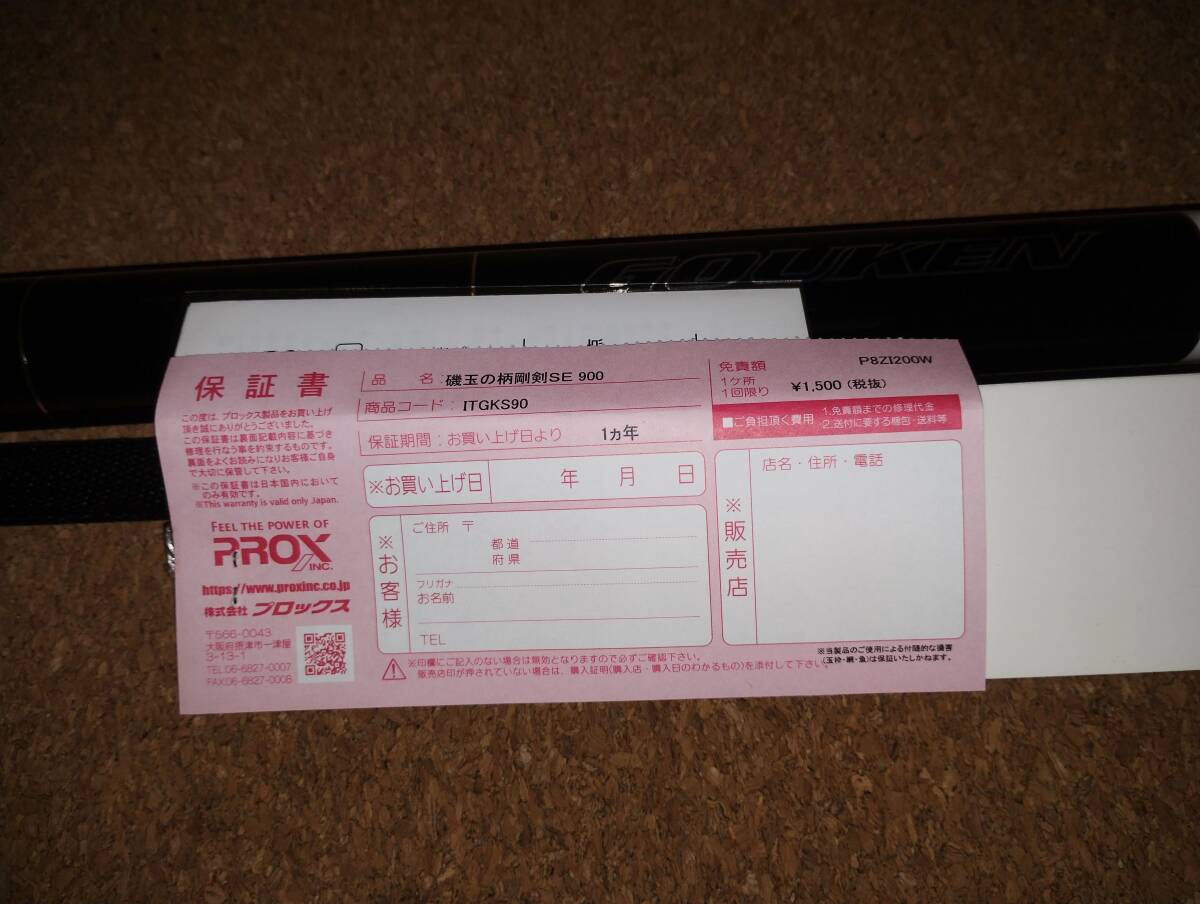 GOUKEN
保証書
この度は、プロックス製品をお買い上げ
頂き誠にありがとうございました。
この保証書は裏面記載内容に基づき
修理を行なう事を約束するものです。
裏面をよくお読みになりお客様ご自身
で大切に保管して下さい。
※この保証書は日本国内において
のみ有効です。
※This warranty is valid only Japan.
FEEL THE POWER OF
PROX
INC.
https://www.proxinc.co.jp
株式会社 プロックス
〒566-0043
大阪府摂津市一津屋
3-13-1
TEL06-6827-0007
FAX06-6827-0008
品 名:磯玉の柄剛剣SE 900
商品コード:ITGKS90
保証期間:お買い上げ日より 1ヵ年
※お買い上げ日 年 月 日
※お客様
ご住所 〒
都道
府県
フリガナ
お名前
TEL
免責額
1ケ所
1回限り
¥1,500(税抜)
P8ZI200W
■ご負担頂く費用
1.免責額までの修理代金
2.送付に要する梱包・送料等
※販売店
店名・住所・電話
※印欄にご記入のない場合は無効となりますので必ずご確認下さい。
販売店印が押されていない場合は、購入証明(購入店・購入日のわかるもの)を添付して下さい。
※当製品のご使用による付随的な損害
(玉枠・網・魚)は保証いたしかねます。